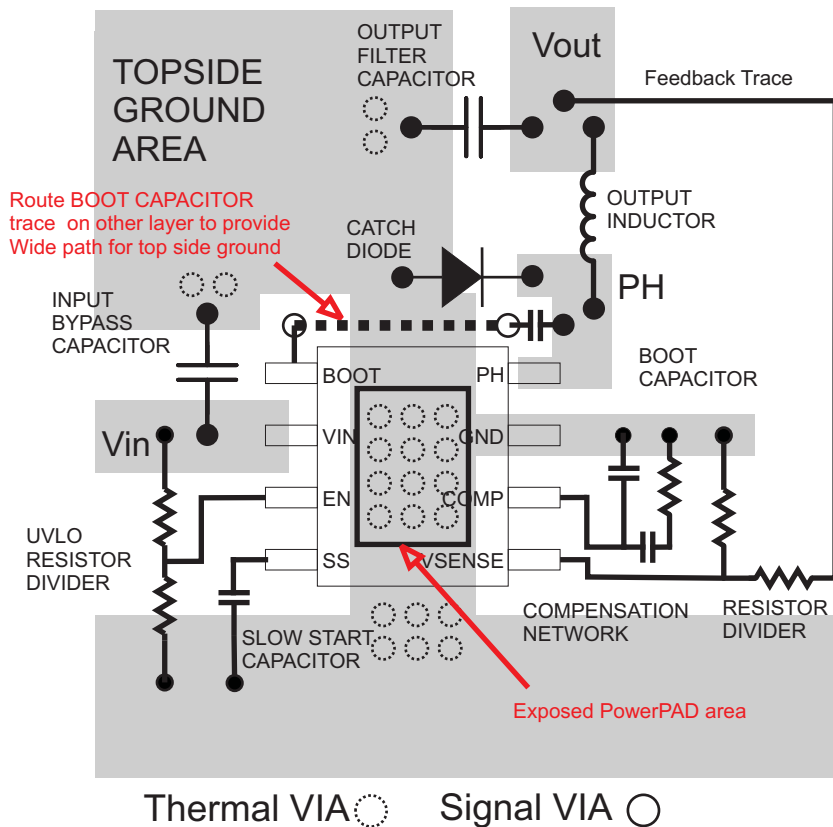 OUTPUT
FILTER
CAPACITOR
Vout
TOPSIDE
GROUND
AREA
Feedback Trace
Route BOOT CAPACITOR
trace on other layer to provide
Wide path for top side ground
CATCH
DIODE
OUTPUT
INDUCTOR
PH
INPUT
BYPASS
CAPACITOR
BOOT
CAPACITOR
BOOT
PH
Vin
VIN
GND
EN
COMP
UVLO
RESISTOR
DIVIDER
SS
VSENSE
SLOW START
CAPACITOR
COMPENSATION
NETWORK
RESISTOR
DIVIDER
Exposed PowerPAD area
Thermal VIA
Signal VIA